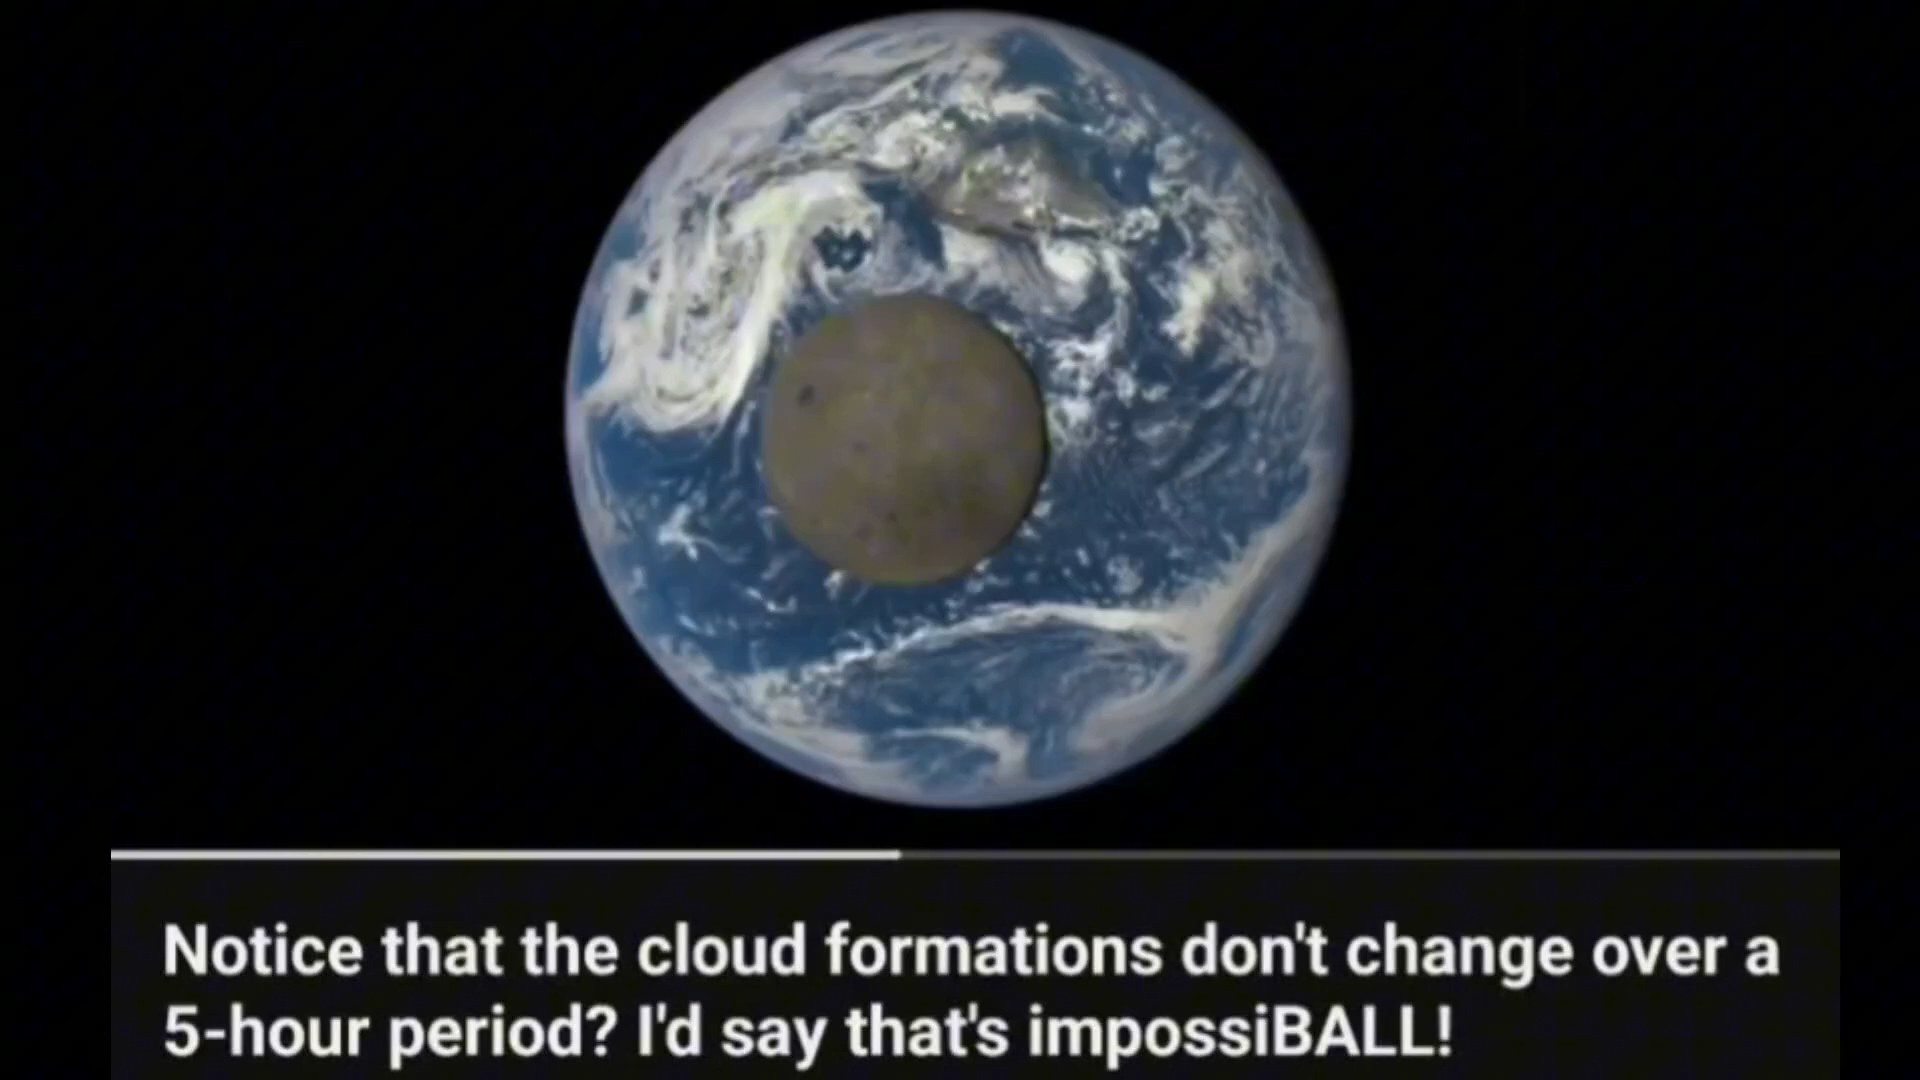 Notice that the cloud formations don't change over a
5-hour period? I'd say that's impossiBALL!